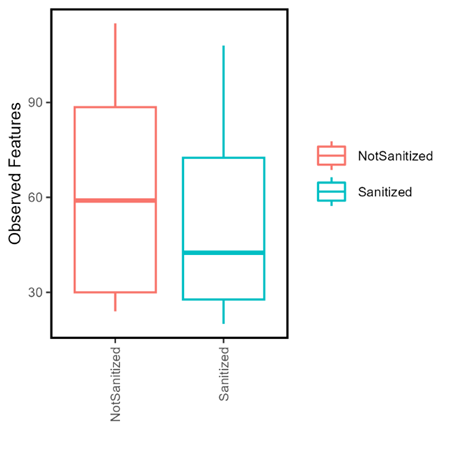 Observed Features
90
60
30
NotSanitized
Sanitized
NotSanitized
Sanitized